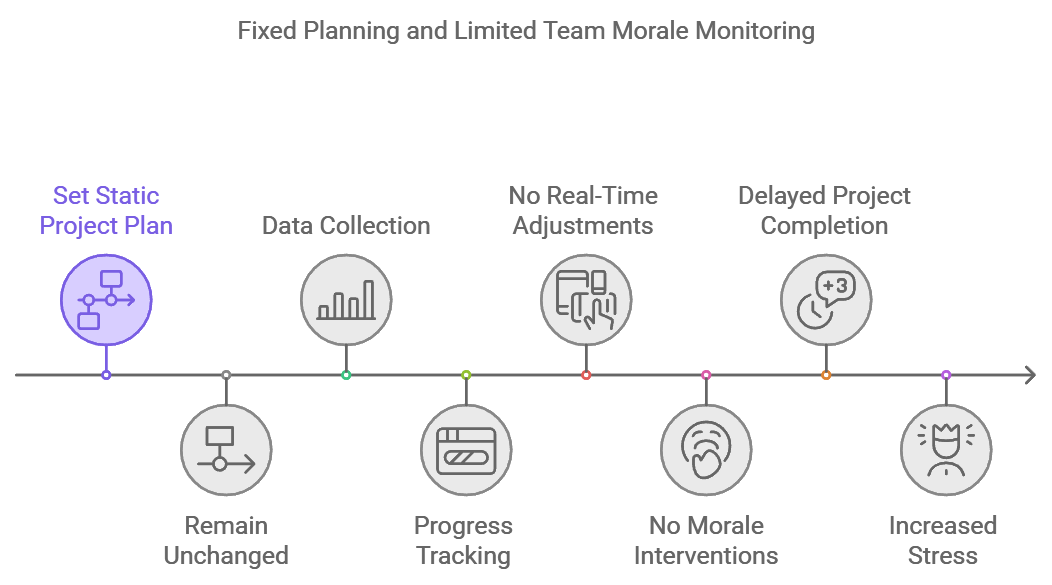 Fixed Planning and Limited Team Morale Monitoring
Set Static
Project Plan
Remain
Unchanged
Data Collection
Progress
Tracking
No Real-Time
Adjustments
No Morale
Interventions
Delayed Project
Completion
+3
Increased
Stress